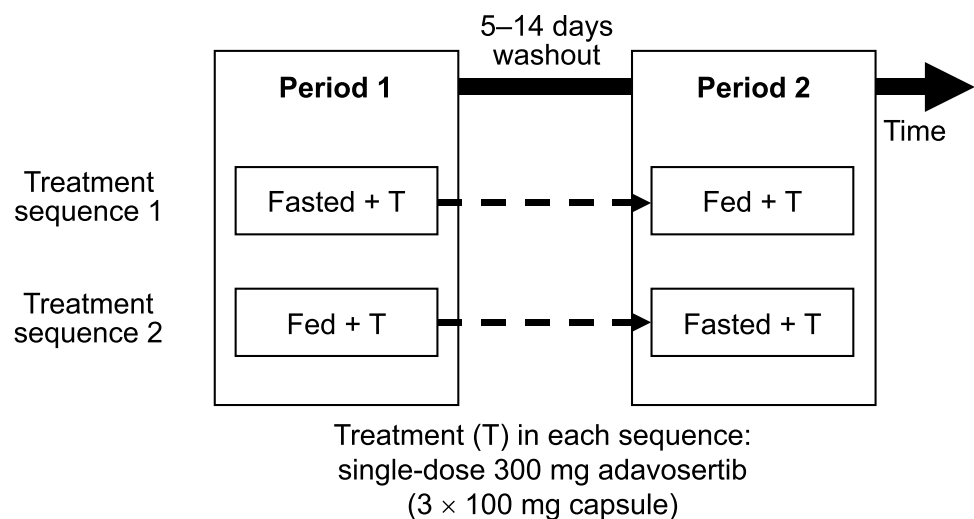 5–14 days
washout
Period 1
Period 2
Time
Treatment
sequence 1
Fasted + T
Fed + T
Treatment
sequence 2
Fed + T
Fasted + T
Treatment (T) in each sequence:
single-dose 300 mg adavosertib
(3 × 100 mg capsule)